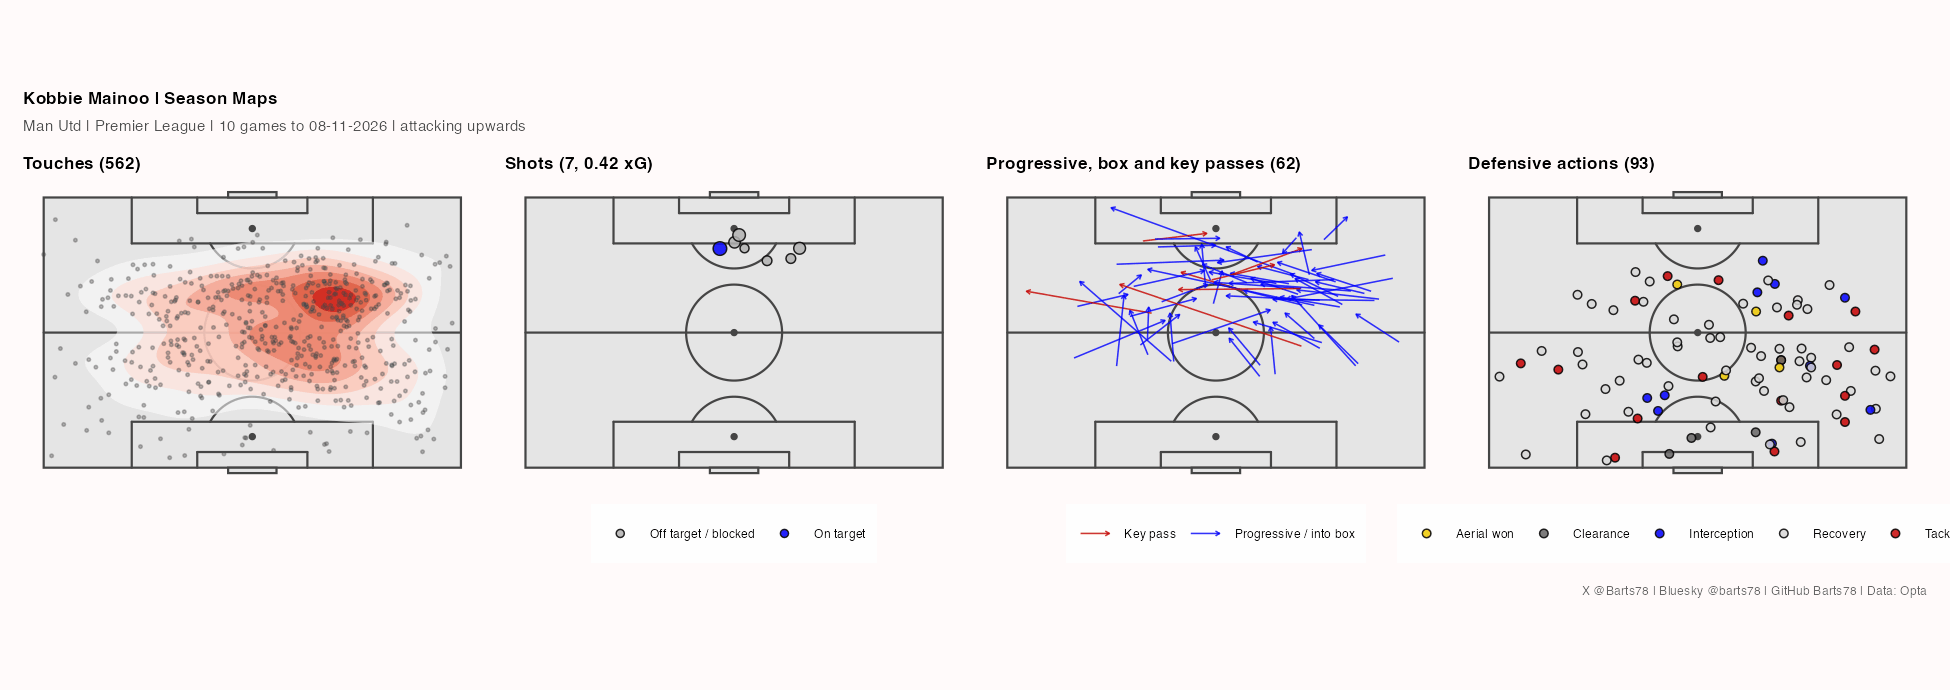 Kobbie Mainoo | Season Maps
Man Utd | Premier League | 10 games to 08-11-2026 | attacking upwards
Touches (562)
Shots (7, 0.42 xG)
Progressive, box and key passes (62)
Defensive actions (93)
Off target / blocked
On target
Key pass
Progressive / into box
Aerial won
Clearance
Interception
Recovery
Tack
X @Barts78 | Bluesky @barts78 | GitHub Barts78 | Data: Opta